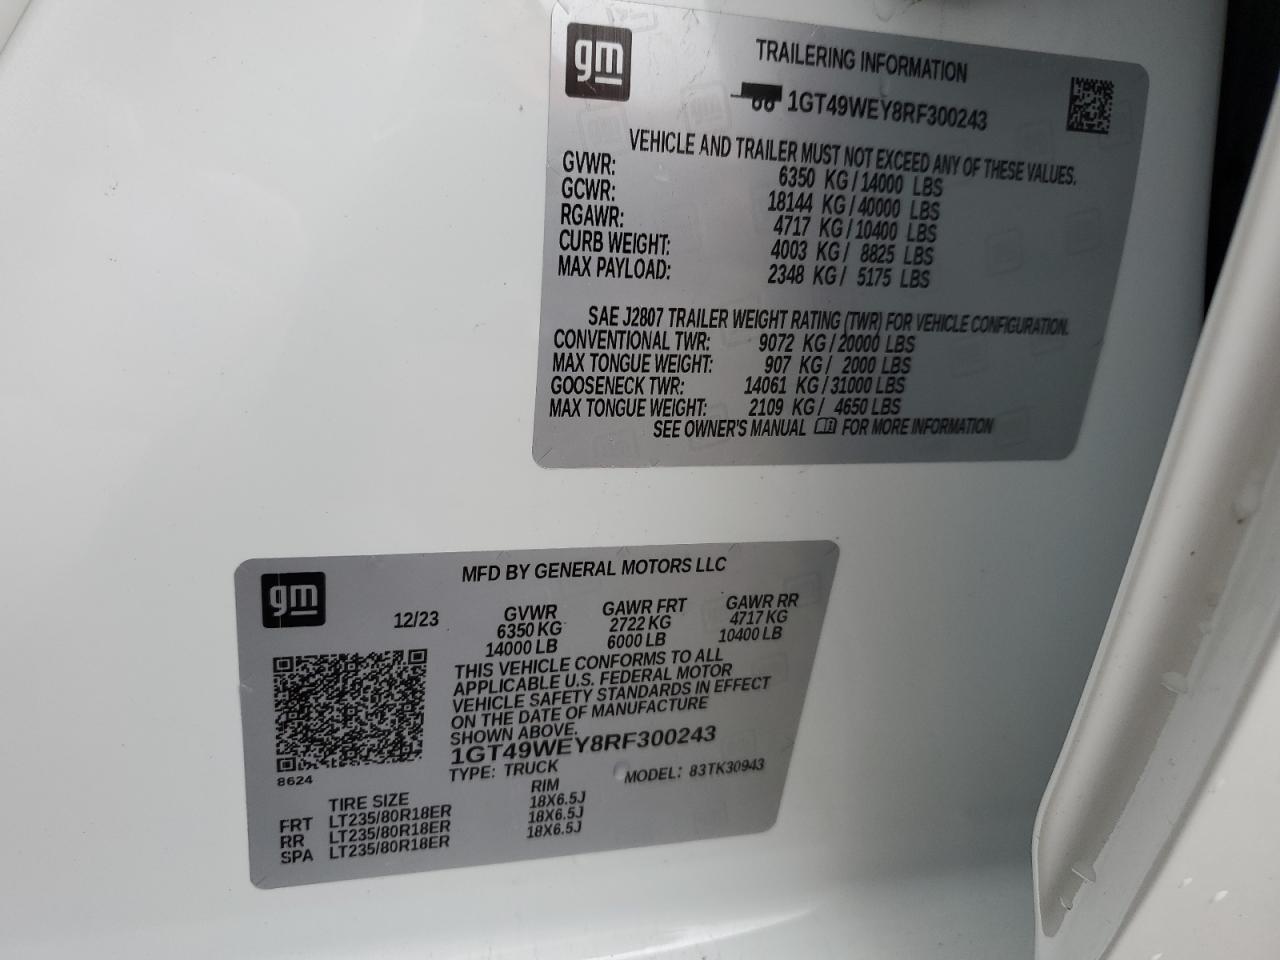 gm
TRAILERING INFORMATION
1GT49WEY8RF300243
VEHICLE AND TRAILER MUST NOT EXCEED ANY OF THESE VALUES.
GVWR: 6350 KG / 14000 LBS
GCWR: 18144 KG / 40000 LBS
RGAWR: 4717 KG / 10400 LBS
CURB WEIGHT: 4003 KG / 8825 LBS
MAX PAYLOAD: 2348 KG / 5175 LBS
SAE J2807 TRAILER WEIGHT RATING (TWR) FOR VEHICLE CONFIGURATION.
CONVENTIONAL TWR: 9072 KG / 20000 LBS
MAX TONGUE WEIGHT: 907 KG / 2000 LBS
GOOSENECK TWR: 14061 KG / 31000 LBS
MAX TONGUE WEIGHT: 2109 KG / 4650 LBS
SEE OWNER'S MANUAL FOR MORE INFORMATION
gm
MFD BY GENERAL MOTORS LLC
12/23 GVWR GAWR FRT GAWR RR
6350 KG 2722 KG 4717 KG
14000 LB 6000 LB 10400 LB
THIS VEHICLE CONFORMS TO ALL
APPLICABLE U.S. FEDERAL MOTOR
VEHICLE SAFETY STANDARDS IN EFFECT
ON THE DATE OF MANUFACTURE
SHOWN ABOVE.
1GT49WEY8RF300243
8624
TYPE: TRUCK MODEL: 83TK30943
TIRE SIZE RIM
FRT LT235/80R18ER 18X6.5J
RR LT235/80R18ER 18X6.5J
SPA LT235/80R18ER 18X6.5J